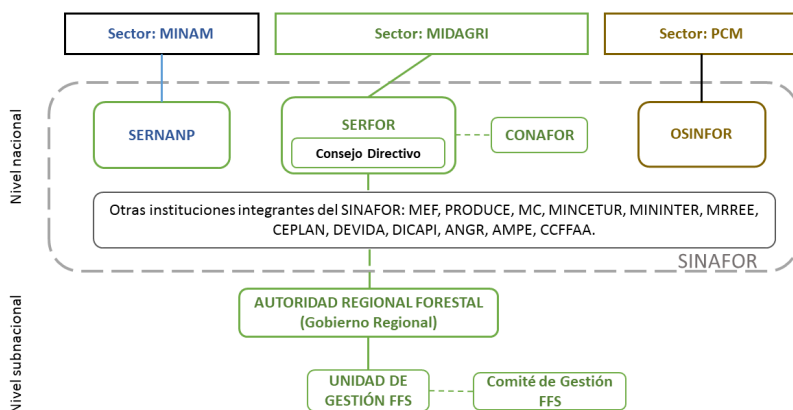 Sector: MINAM
Sector: MIDAGRI
Sector: PCM
Nivel nacional
SERNANP
SERFOR
Consejo Directivo
CONAFOR
OSINFOR
Otras instituciones integrantes del SINAFOR: MEF, PRODUCE, MC, MINCETUR, MININTER, MRREE,
CEPLAN, DEVIDA, DICAPI, ANGR, AMPE, CCFFAA.
SINAFOR
Nivel subnacional
AUTORIDAD REGIONAL FORESTAL
(Gobierno Regional)
UNIDAD DE
GESTIÓN FFS
Comité de Gestión
FFS